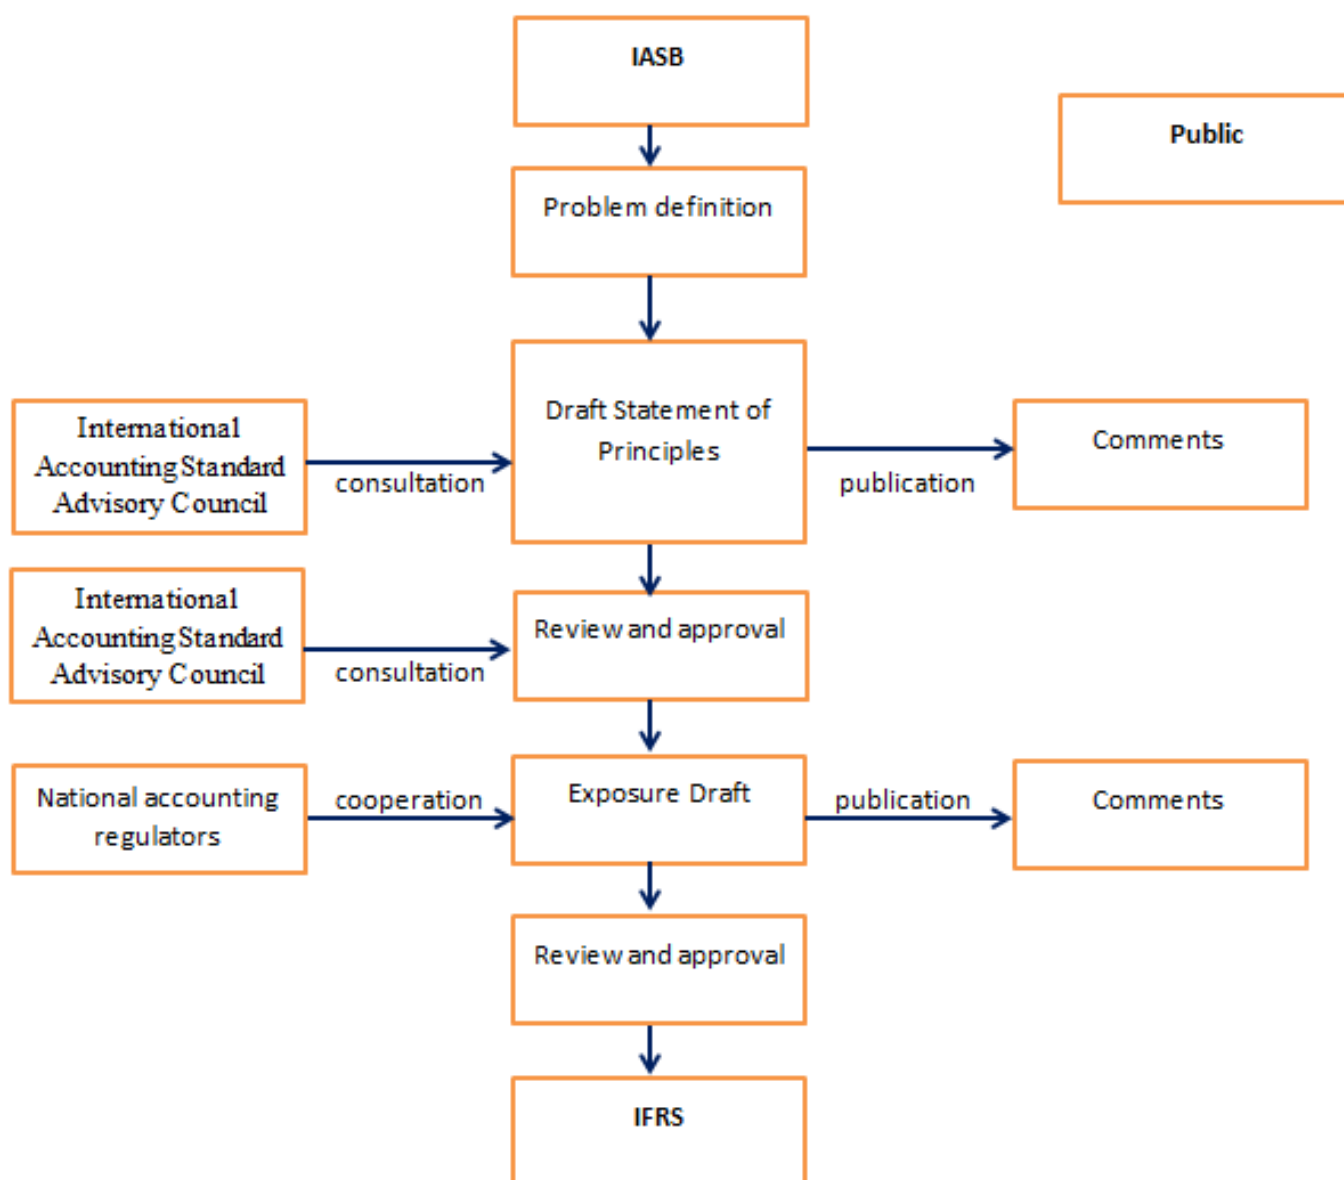 IASB
Public
Problem definition
Draft Statement of
Principles
International
Accounting Standard
Advisory Council
consultation
publication
Comments
International
Accounting Standard
Advisory Council
consultation
Review and approval
National accounting
regulators
cooperation
Exposure Draft
publication
Comments
Review and approval
IFRS